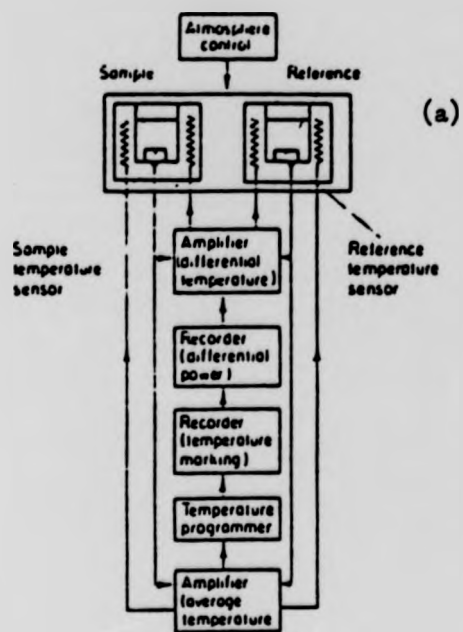 Atmosphere
control
Sample
Reference
(a)
Sample
temperature
sensor
Amplifier
(differential
temperature)
Reference
temperature
sensor
Recorder
(differential
power)
Recorder
(temperature
marking)
Temperature
programmer
Amplifier
(average
temperature